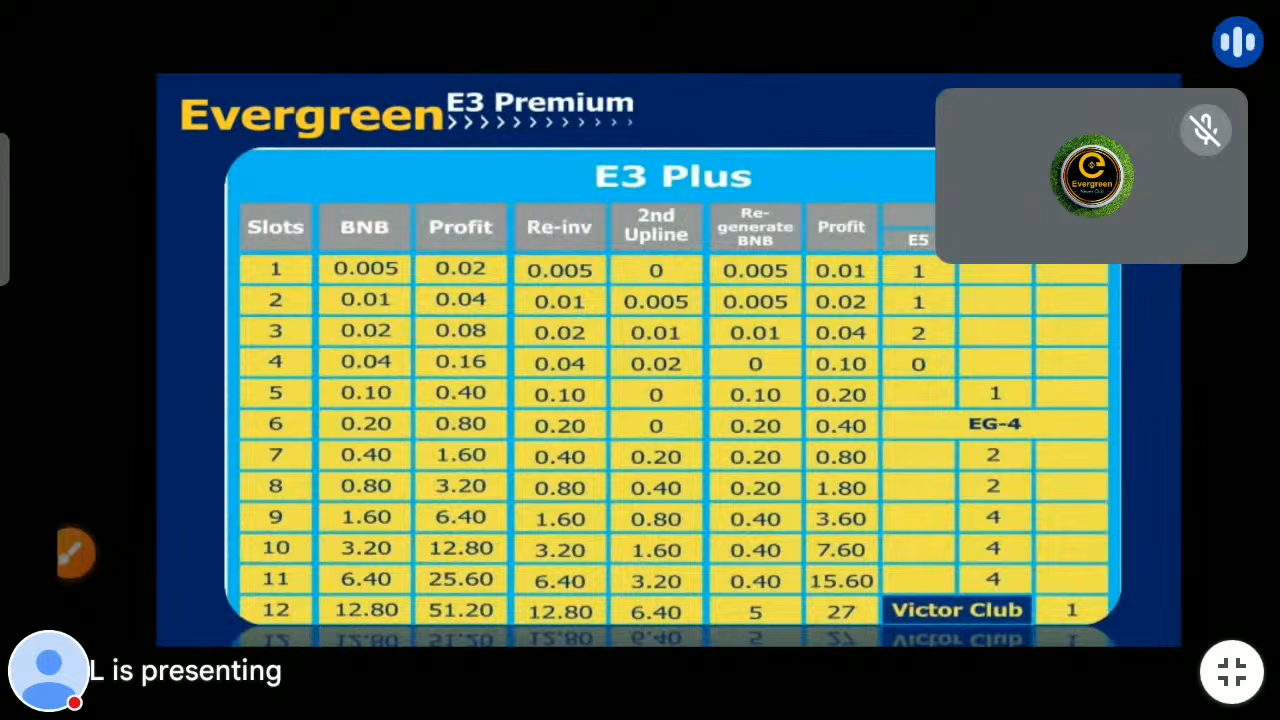 Evergreen E3 Premium
Evergreen
Never Quit
E3 Plus
Slots BNB Profit Re-inv 2nd Upline Re-generate BNB Profit E5
1 0.005 0.02 0.005 0 0.005 0.01 1
2 0.01 0.04 0.01 0.005 0.005 0.02 1
3 0.02 0.08 0.02 0.01 0.01 0.04 2
4 0.04 0.16 0.04 0.02 0 0.10 0
5 0.10 0.40 0.10 0 0.10 0.20 1
6 0.20 0.80 0.20 0 0.20 0.40 EG-4
7 0.40 1.60 0.40 0.20 0.20 0.80 2
8 0.80 3.20 0.80 0.40 0.20 1.80 2
9 1.60 6.40 1.60 0.80 0.40 3.60 4
10 3.20 12.80 3.20 1.60 0.40 7.60 4
11 6.40 25.60 6.40 3.20 0.40 15.60 4
12 12.80 51.20 12.80 6.40 5 27 Victor Club 1
L is presenting